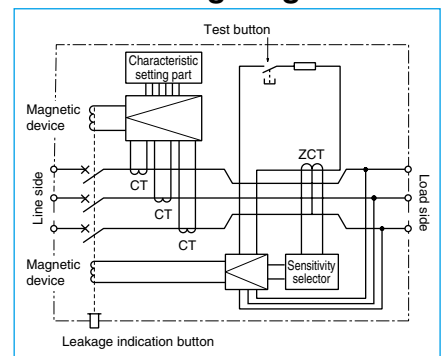 Test button
Characteristic
setting part
Magnetic
device
ZCT
CT
CT
CT
Line side
Load side
Magnetic
device
Sensitivity
selector
Leakage indication button